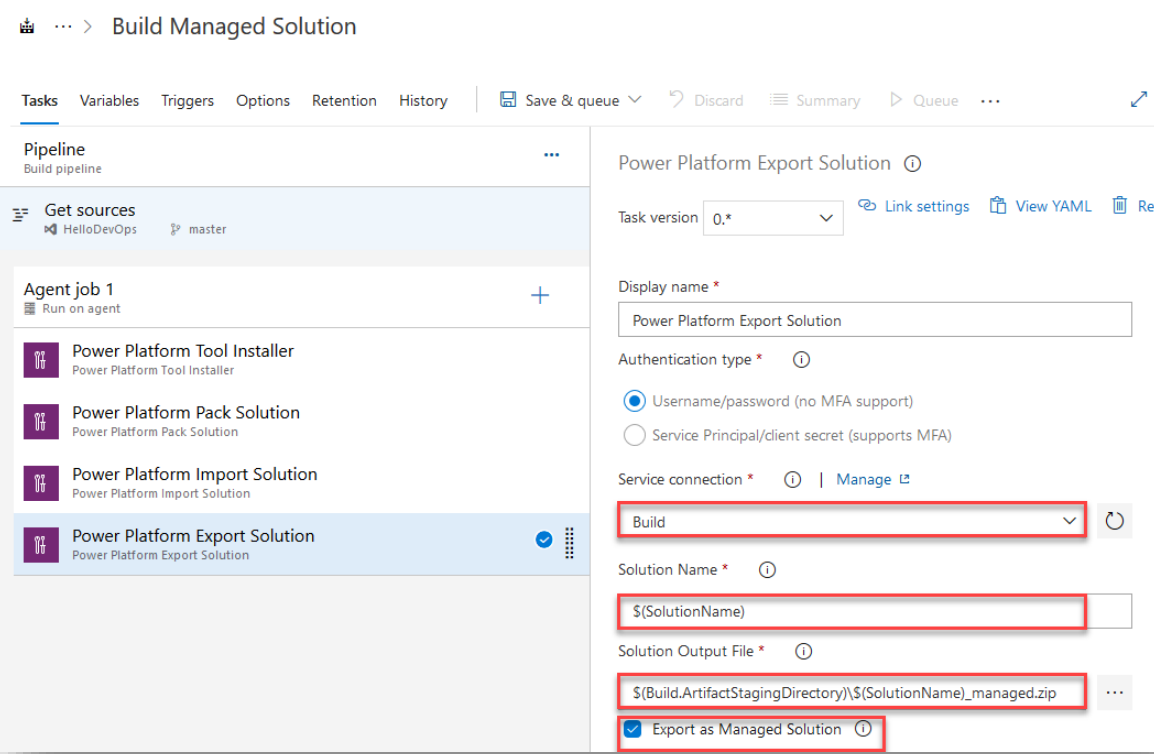 ··· > Build Managed Solution
Tasks Variables Triggers Options Retention History Save & queue Discard Summary Queue ···
Pipeline
Build pipeline
Get sources
HelloDevOps master
Agent job 1
Run on agent
Power Platform Tool Installer
Power Platform Tool Installer
Power Platform Pack Solution
Power Platform Pack Solution
Power Platform Import Solution
Power Platform Import Solution
Power Platform Export Solution
Power Platform Export Solution
Power Platform Export Solution
Task version 0.* Link settings View YAML Re
Display name *
Power Platform Export Solution
Authentication type *
Username/password (no MFA support)
Service Principal/client secret (supports MFA)
Service connection * | Manage
Build
Solution Name *
$(SolutionName)
Solution Output File *
$(Build.ArtifactStagingDirectory)\$(SolutionName)_managed.zip
Export as Managed Solution